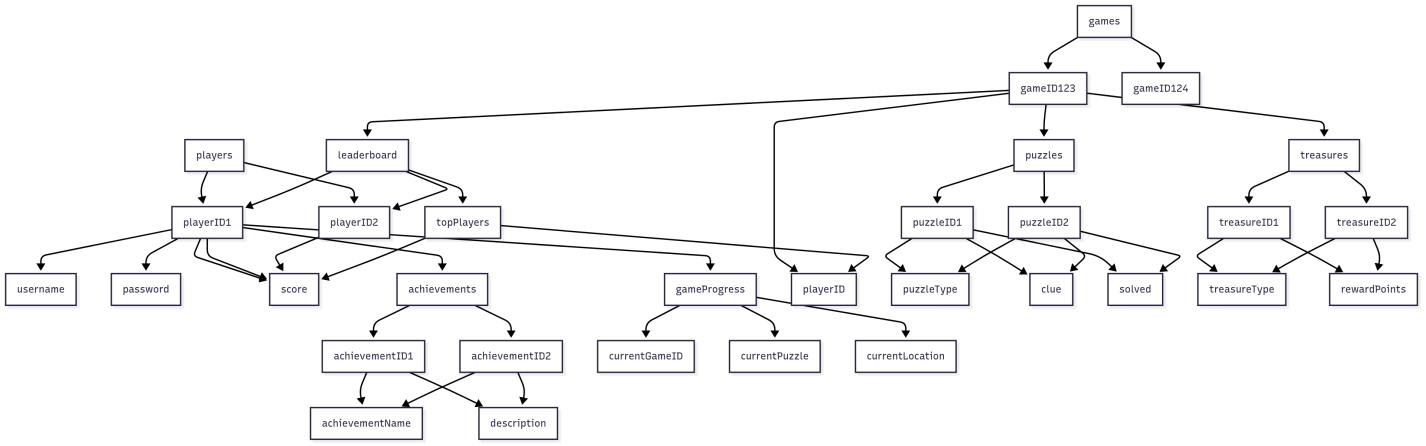 games
gameID123
gameID124
players
leaderboard
puzzles
treasures
playerID1
playerID2
topPlayers
puzzleID1
puzzleID2
treasureID1
treasureID2
username
password
score
achievements
gameProgress
playerID
puzzleType
clue
solved
treasureType
rewardPoints
achievementID1
achievementID2
currentGameID
currentPuzzle
currentLocation
achievementName
description